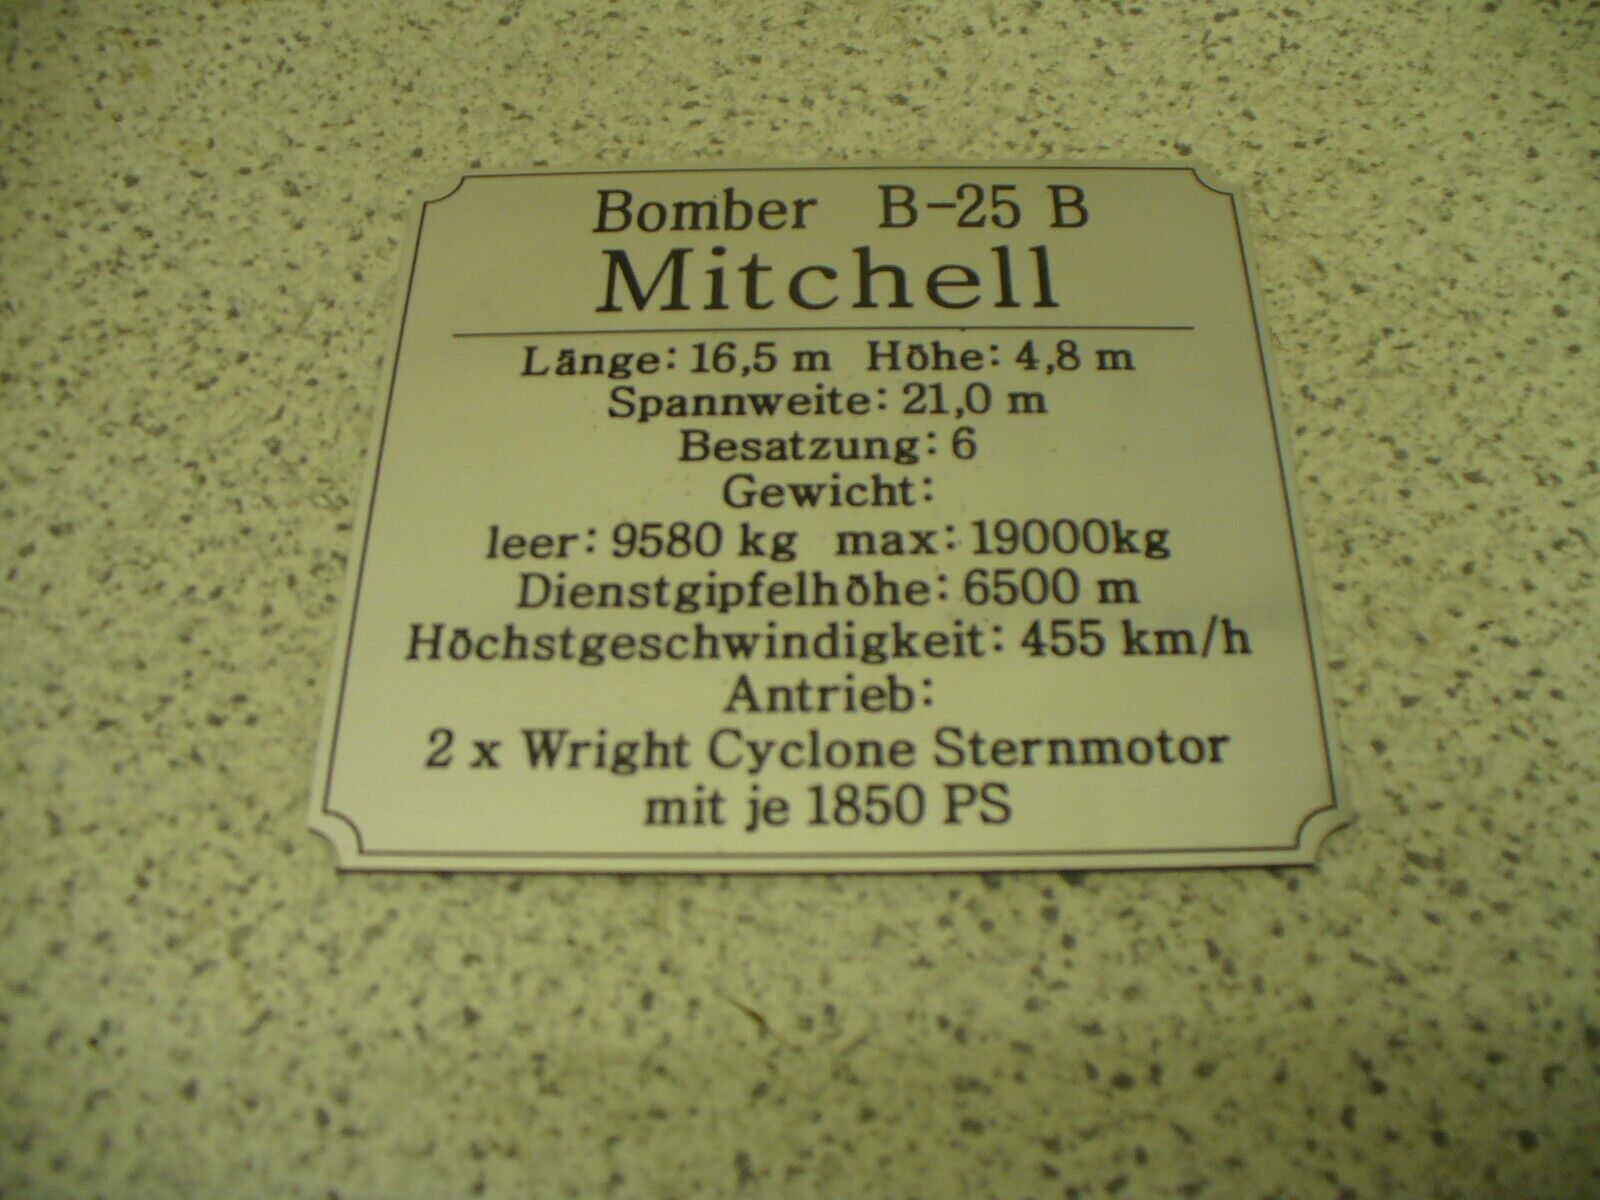 Bomber B-25 B
Mitchell
Länge: 16,5 m Höhe: 4,8 m
Spannweite: 21,0 m
Besatzung: 6
Gewicht:
leer: 9580 kg max: 19000kg
Dienstgipfelhöhe: 6500 m
Höchstgeschwindigkeit: 455 km/h
Antrieb:
2 x Wright Cyclone Sternmotor
mit je 1850 PS